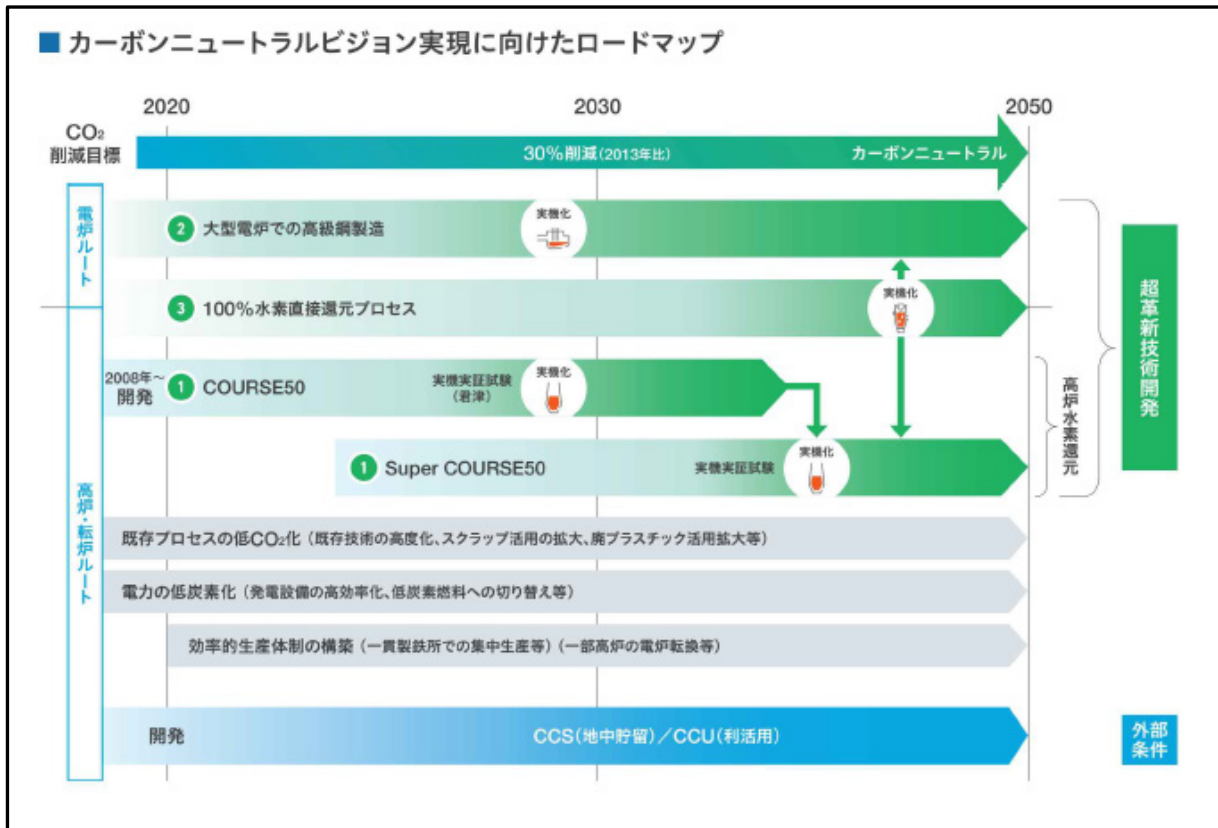 ■ カーボンニュートラルビジョン実現に向けたロードマップ
2020
2030
2050
CO₂
削減目標
30%削減(2013年比)
カーボンニュートラル
電炉ルート
2 大型電炉での高級鋼製造
実機化
3 100%水素直接還元プロセス
実機化
高炉・転炉ルート
2008年～
開発
1 COURSE50
実機実証試験
(君津)
実機化
1 Super COURSE50
実機実証試験
実機化
高炉水素還元
超革新技術開発
既存プロセスの低CO₂化（既存技術の高度化、スクラップ活用の拡大、廃プラスチック活用拡大等）
電力の低炭素化（発電設備の高効率化、低炭素燃料への切り替え等）
効率的生産体制の構築（一貫製鉄所での集中生産等）（一部高炉の電炉転換等）
開発
CCS(地中貯留)／CCU(利活用)
外部
条件